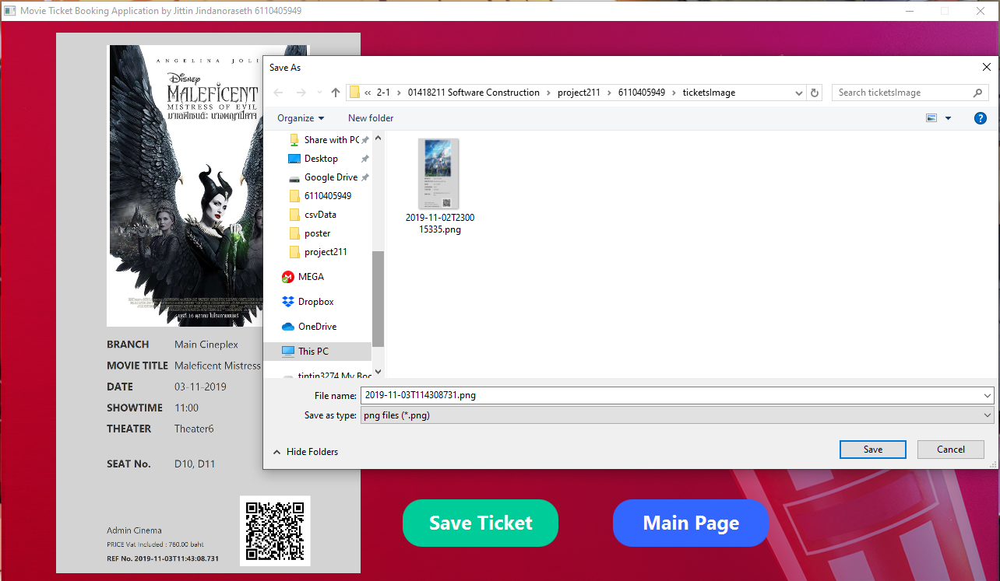 Movie Ticket Booking Application by Jittin Jindanoraseth 6110405949
ANGELINA JOLI
Disney
MALEFICENT
MISTRESS OF EVIL
มาเลฟิเซนต์: นางพญาปีศาจ
BRANCH Main Cineplex
MOVIE TITLE Maleficent Mistress
DATE 03-11-2019
SHOWTIME 11:00
THEATER Theater6
SEAT No. D10, D11
Admin Cinema
PRICE Vat Included : 760.00 baht
REF No. 2019-11-03T11:43:08.731
Save As
« 2-1 › 01418211 Software Construction › project211 › 6110405949 › ticketsImage
Search ticketsImage
Organize New folder
Share with PC
Desktop
Google Drive
6110405949
csvData
poster
project211
MEGA
Dropbox
OneDrive
This PC
tintin3274 My Boo
2019-11-02T2300
15335.png
File name: 2019-11-03T114308731.png
Save as type: png files (*.png)
Hide Folders
Save Cancel
Save Ticket Main Page